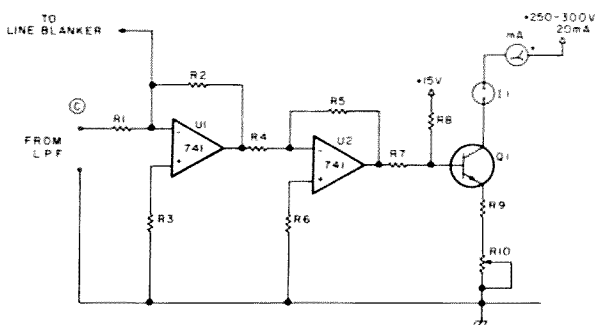 TO
LINE BLANKER
+250-300V
20mA
mA
+
R2
I1
C
R5
+15V
R1
U1
R4
U2
R8
-
741
+
-
741
+
R7
Q1
FROM
LPF
R3
R6
R9
R10